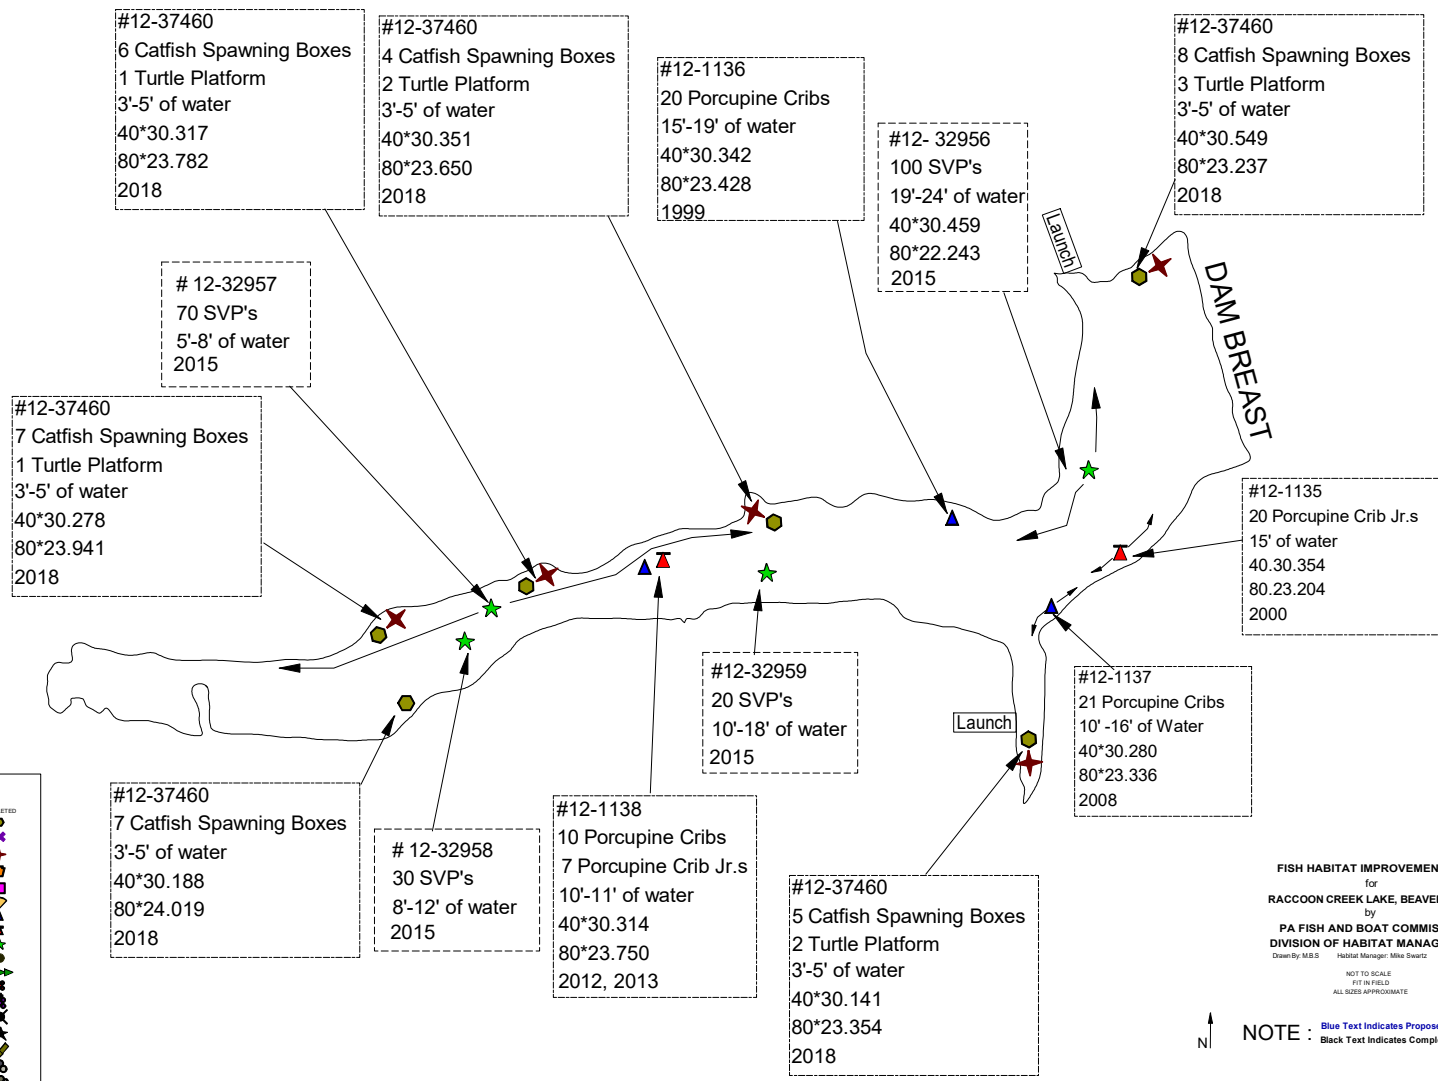 #12-37460
6 Catfish Spawning Boxes
1 Turtle Platform
3'-5' of water
40*30.317
80*23.782
2018
#12-37460
4 Catfish Spawning Boxes
2 Turtle Platform
3'-5' of water
40*30.351
80*23.650
2018
#12-1136
20 Porcupine Cribs
15'-19' of water
40*30.342
80*23.428
1999
#12- 32956
100 SVP's
19'-24' of water
40*30.459
80*22.243
2015
#12-37460
8 Catfish Spawning Boxes
3 Turtle Platform
3'-5' of water
40*30.549
80*23.237
2018
Launch
DAM BREAST
# 12-32957
70 SVP's
5'-8' of water
2015
#12-37460
7 Catfish Spawning Boxes
1 Turtle Platform
3'-5' of water
40*30.278
80*23.941
2018
#12-1135
20 Porcupine Crib Jr.s
15' of water
40.30.354
80.23.204
2000
#12-32959
20 SVP's
10'-18' of water
2015
Launch
#12-1137
21 Porcupine Cribs
10' -16' of Water
40*30.280
80*23.336
2008
#12-37460
7 Catfish Spawning Boxes
3'-5' of water
40*30.188
80*24.019
2018
# 12-32958
30 SVP's
8'-12' of water
2015
#12-1138
10 Porcupine Cribs
7 Porcupine Crib Jr.s
10'-11' of water
40*30.314
80*23.750
2012, 2013
#12-37460
5 Catfish Spawning Boxes
2 Turtle Platform
3'-5' of water
40*30.141
80*23.354
2018
ETED
FISH HABITAT IMPROVEMEN
for
RACCOON CREEK LAKE, BEAVE
by
PA FISH AND BOAT COMMIS
DIVISION OF HABITAT MANAG
Drawn By: M.B.S Habitat Manager: Mike Swartz
NOT TO SCALE
FIT IN FIELD
ALL SIZES APPROXIMATE
N
NOTE : Blue Text Indicates Propose
Black Text Indicates Compl